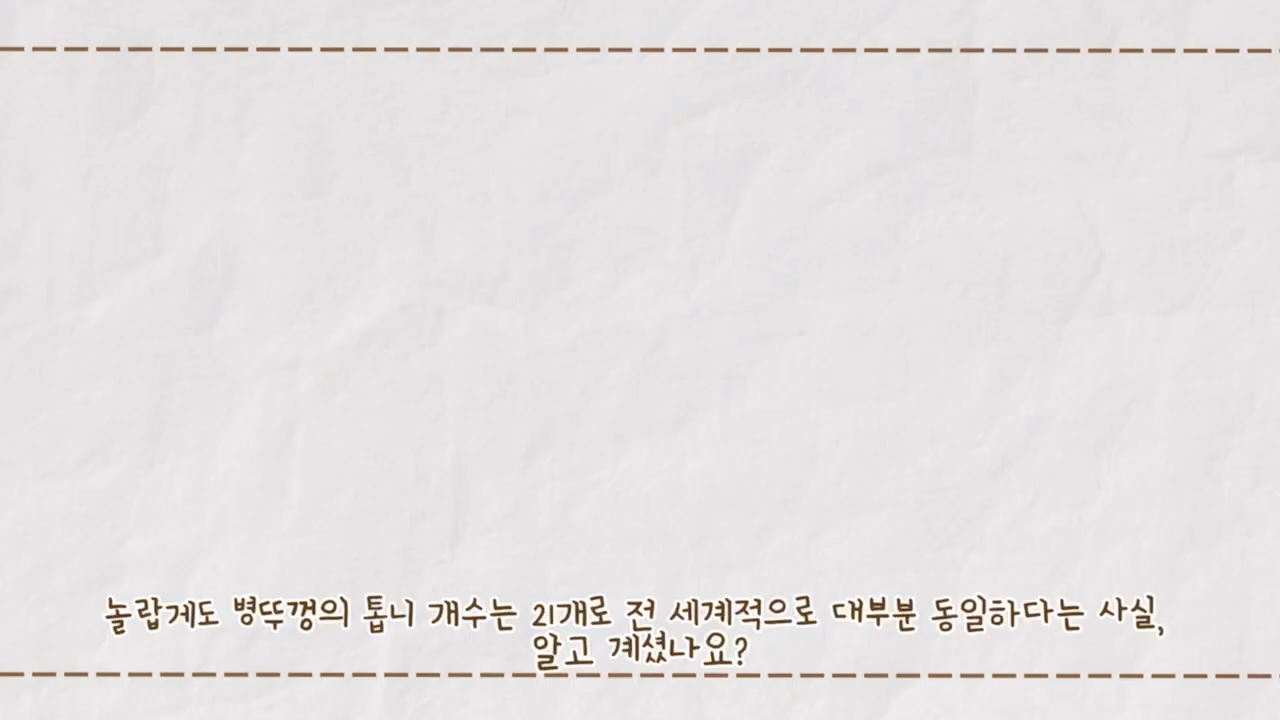 놀랍게도 병뚜껑의 톱니 개수는 21개로 전 세계적으로 대부분 동일하다는 사실,
알고 계셨나요?